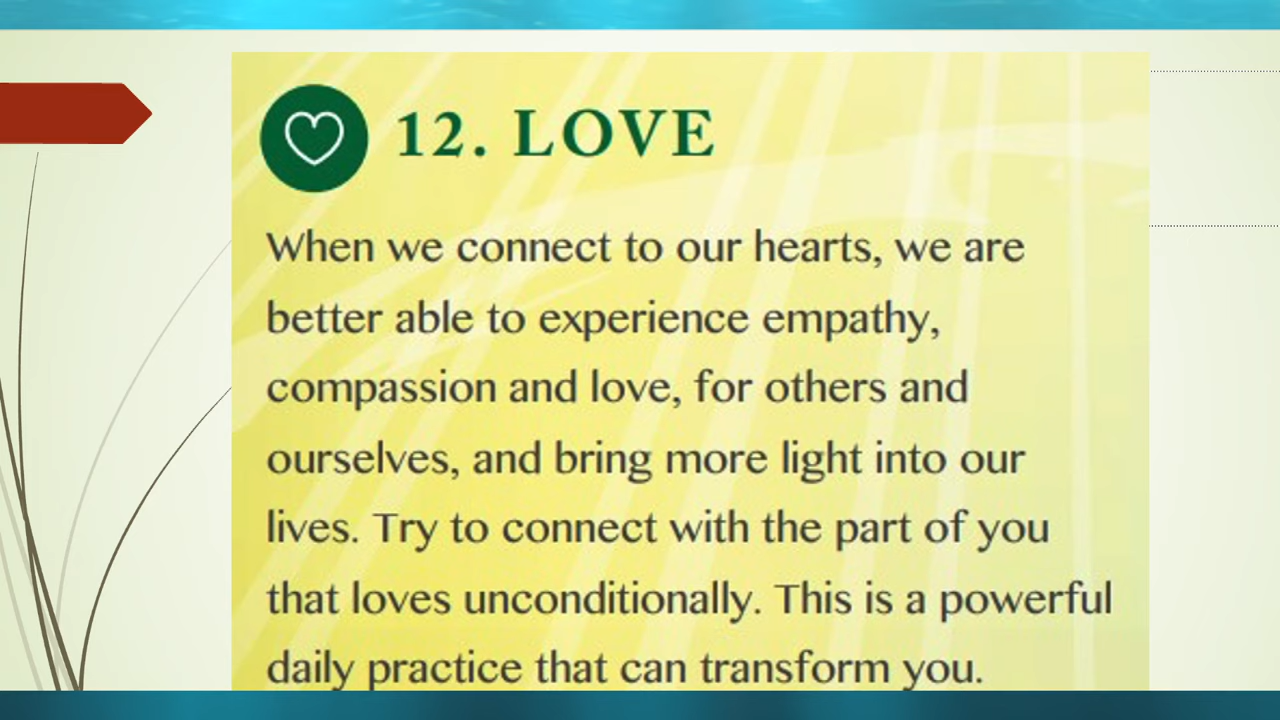 12. LOVE
When we connect to our hearts, we are
better able to experience empathy,
compassion and love, for others and
ourselves, and bring more light into our
lives. Try to connect with the part of you
that loves unconditionally. This is a powerful
daily practice that can transform you.